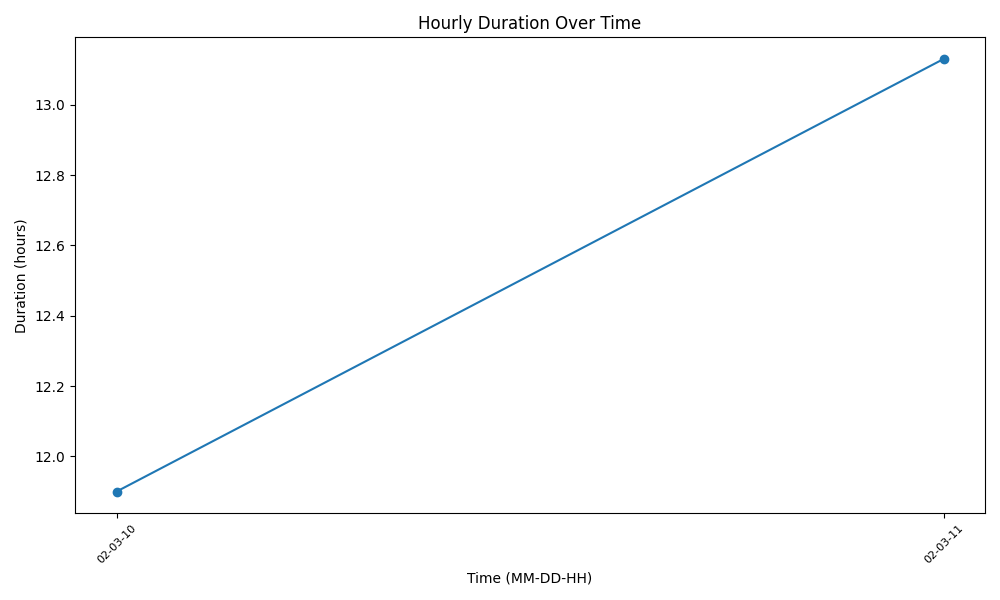 Hourly Duration Over Time
Duration (hours)
13.0
12.8
12.6
12.4
12.2
12.0
02-03-10
02-03-11
Time (MM-DD-HH)